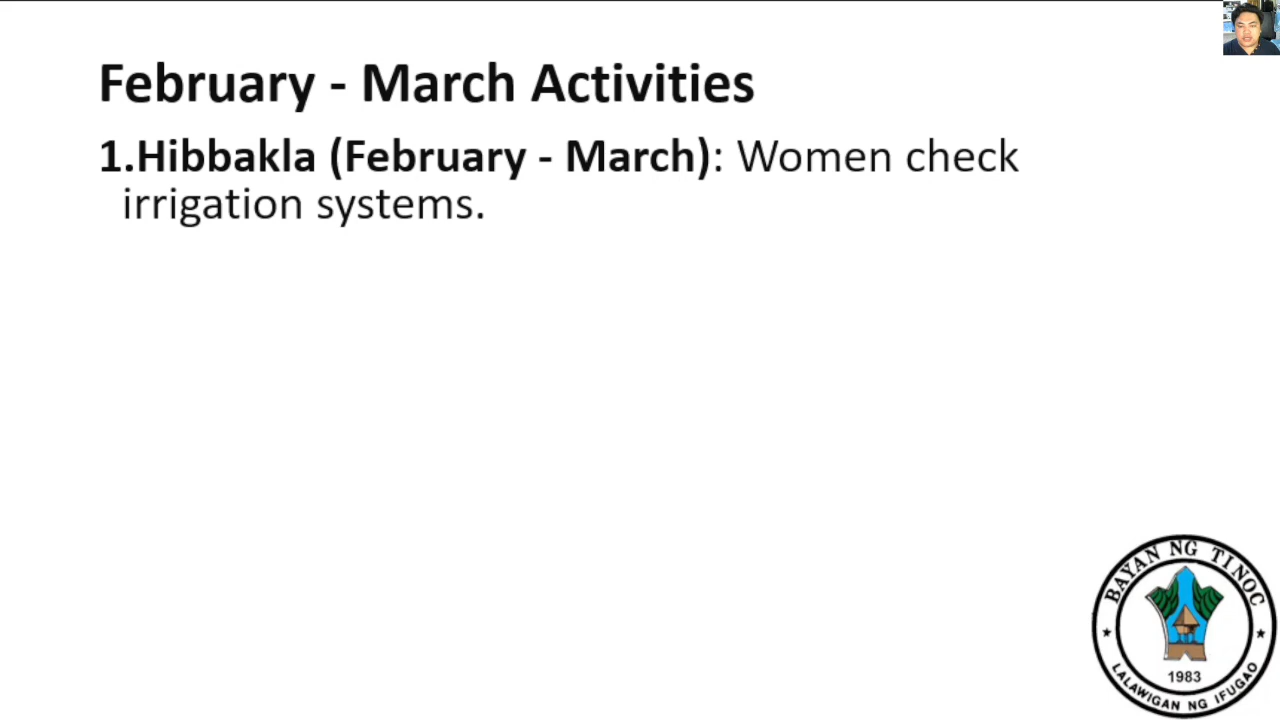 February - March Activities
1.Hibbakla (February - March): Women check
irrigation systems.
BAYAN NG TINOC
1983
LALAWIGAN NG IFUGAO